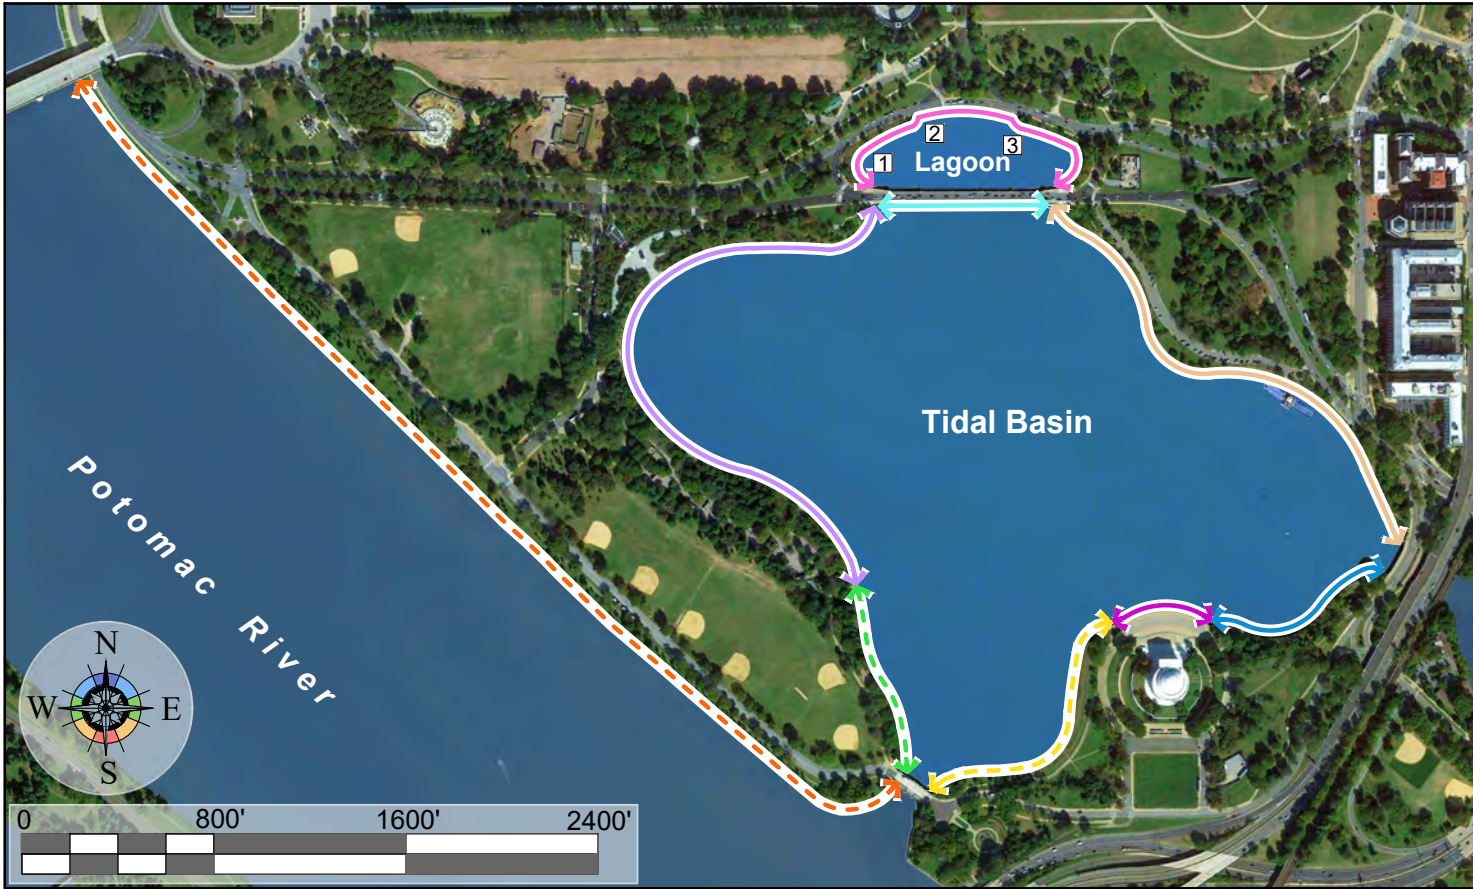 1
2
3
Lagoon
Tidal Basin
Potomac River
N
W
E
S
0
800'
1600'
2400'